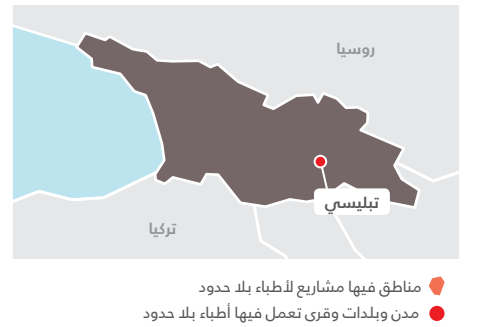 روسيا
تبليسي
تركيا
مناطق فيها مشاريع لأطباء بلا حدود
مدن وبلدات وقرى تعمل فيها أطباء بلا حدود